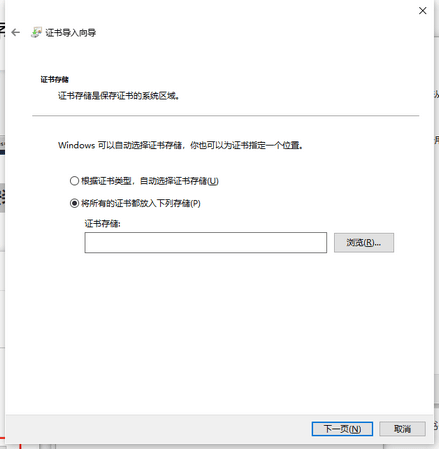 证书导入向导
证书存储
证书存储是保存证书的系统区域。
Windows 可以自动选择证书存储，你也可以为证书指定一个位置。
根据证书类型，自动选择证书存储(U)
将所有的证书都放入下列存储(P)
证书存储:
浏览(R)...
下一页(N)
取消